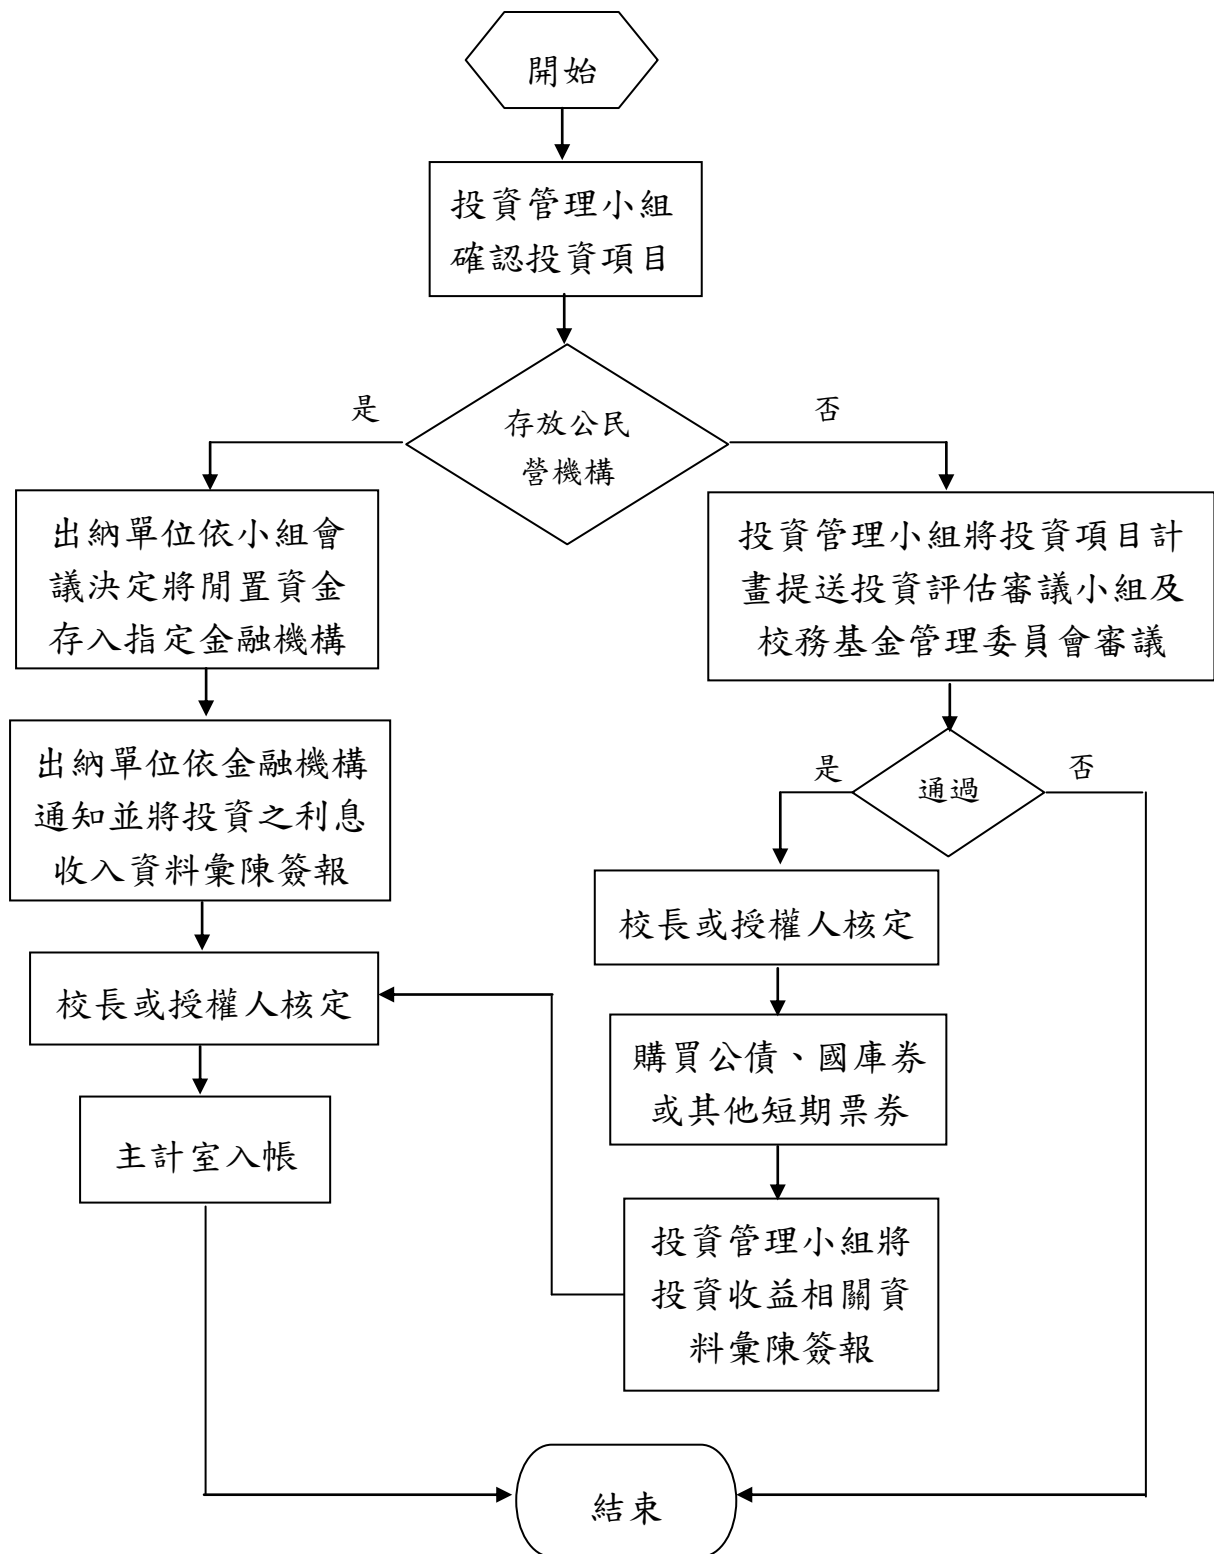 開始
投資管理小組
確認投資項目
存放公民
營機構
是
否
出納單位依小組會
議決定將閒置資金
存入指定金融機構
出納單位依金融機構
通知並將投資之利息
收入資料彙陳簽報
校長或授權人核定
主計室入帳
投資管理小組將投資項目計
畫提送投資評估審議小組及
校務基金管理委員會審議
通過
是
否
校長或授權人核定
購買公債、國庫券
或其他短期票券
投資管理小組將
投資收益相關資
料彙陳簽報
結束